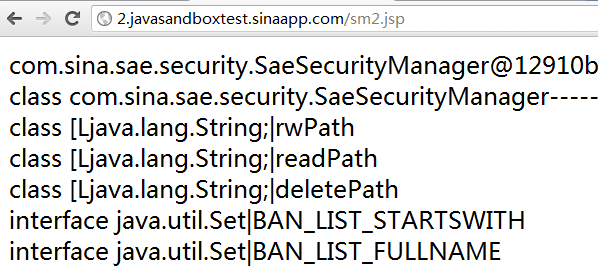 2.javasandboxtest.sinaapp.com/sm2.jsp
com.sina.sae.security.SaeSecurityManager@12910b
class com.sina.sae.security.SaeSecurityManager-----
class [Ljava.lang.String;|rwPath
class [Ljava.lang.String;|readPath
class [Ljava.lang.String;|deletePath
interface java.util.Set|BAN_LIST_STARTSWITH
interface java.util.Set|BAN_LIST_FULLNAME